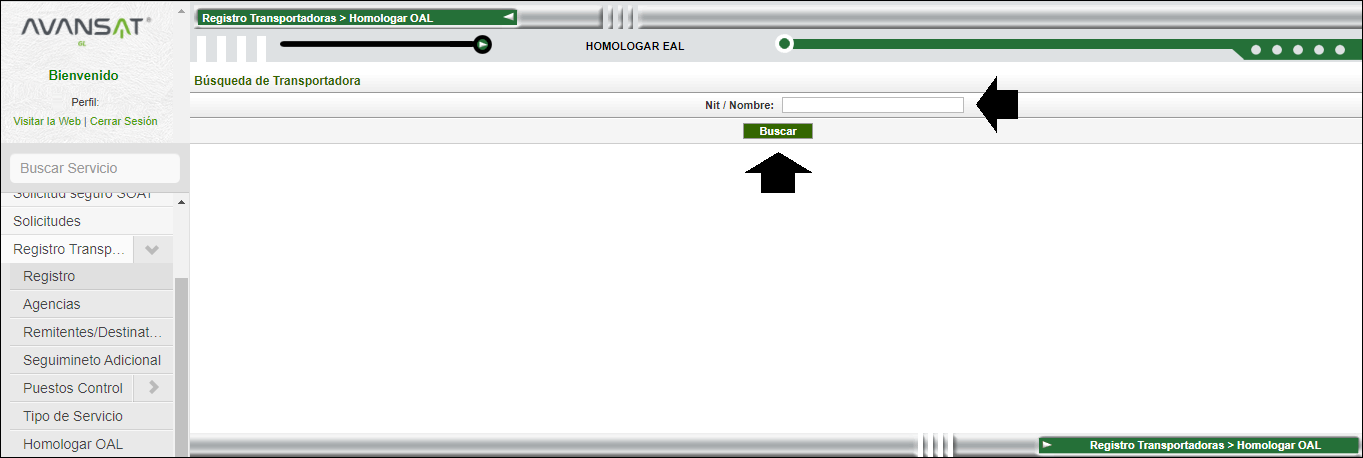 AVANSAT®
GL
Bienvenido
Perfil:
Visitar la Web | Cerrar Sesión
Buscar Servicio
Solicitud seguro SOAT
Solicitudes
Registro Transp...
Registro
Agencias
Remitentes/Destinat...
Seguimineto Adicional
Puestos Control
Tipo de Servicio
Homologar OAL
Registro Transportadoras > Homologar OAL
HOMOLOGAR EAL
Búsqueda de Transportadora
Nit / Nombre:
Buscar
Registro Transportadoras > Homologar OAL